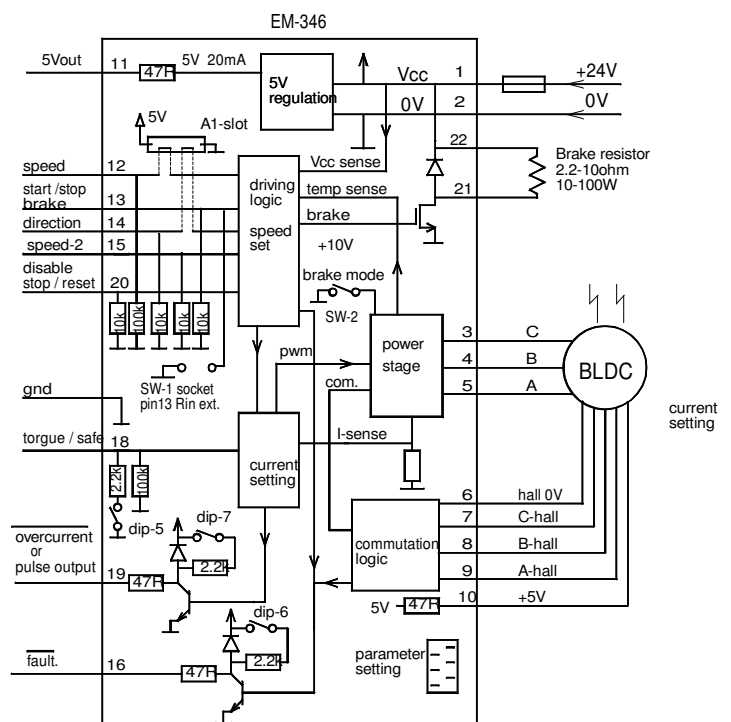 EM-346
5Vout
11
47R
5V 20mA
5V
regulation
Vcc
1
+24V
0V
2
0V
5V
A1-slot
22
Brake resistor
2.2-10ohm
10-100W
21
speed
12
start /stop
brake
13
direction
14
speed-2
15
disable
stop / reset
20
driving
logic
speed
set
Vcc sense
temp sense
brake
+10V
brake mode
SW-2
10k
100k
10k
10k
10k
SW-1 socket
pin13 Rin ext.
pwm
com.
power
stage
3
C
4
B
5
A
BLDC
current
setting
gnd
torgue / safe
18
2.2k
100k
dip-5
current
setting
I-sense
commutation
logic
6
hall 0V
7
C-hall
8
B-hall
9
A-hall
10
+5V
5V
47R
overcurrent
or
pulse output
19
47R
dip-7
2.2k
dip-6
fault.
16
47R
2.2k
parameter
setting